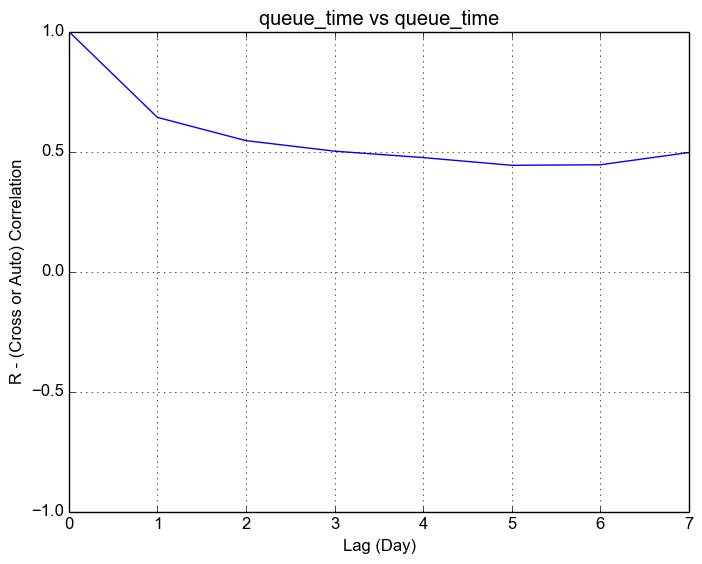 queue_time vs queue_time
1.0
0.5
0.0
−0.5
−1.0
R - (Cross or Auto) Correlation
0 1 2 3 4 5 6 7
Lag (Day)